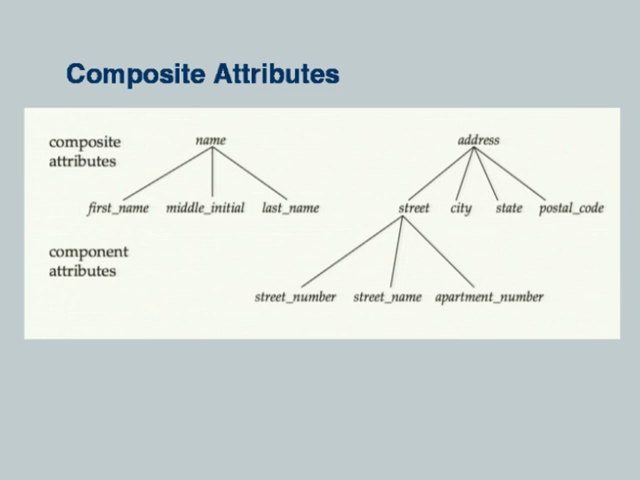 Composite Attributes
composite
attributes
name
address
first_name middle_initial last_name
street city state postal_code
component
attributes
street_number street_name apartment_number